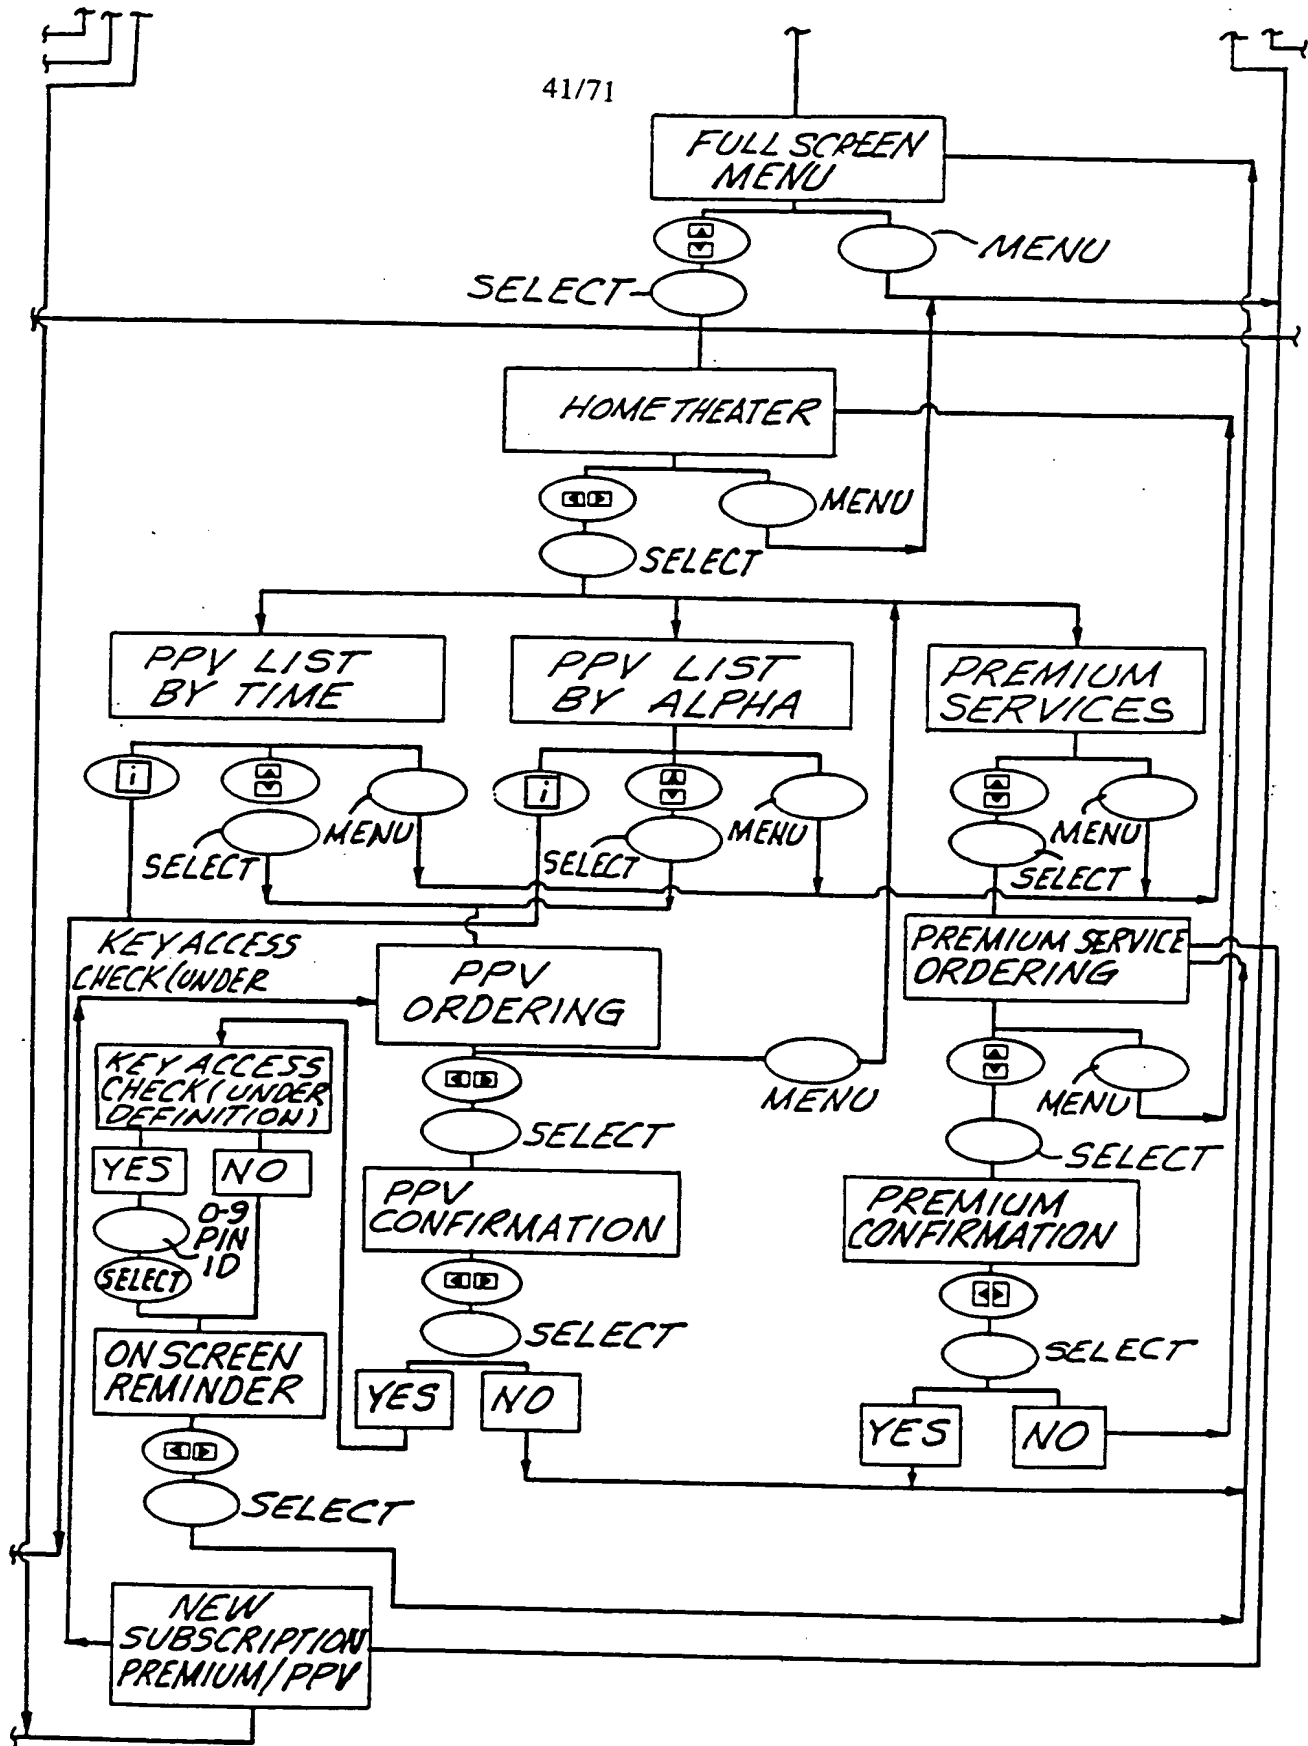 41/71
FULL SCREEN
MENU
MENU
SELECT
HOME THEATER
MENU
SELECT
PPV LIST
BY TIME
PPV LIST
BY ALPHA
PREMIUM
SERVICES
i
SELECT
MENU
i
SELECT
MENU
MENU
SELECT
KEY ACCESS
CHECK (UNDER
PPV
ORDERING
PREMIUM SERVICE
ORDERING
KEY ACCESS
CHECK (UNDER
DEFINITION)
MENU
MENU
SELECT
SELECT
YES
NO
0-9
PIN
ID
SELECT
PPV
CONFIRMATION
PREMIUM
CONFIRMATION
SELECT
SELECT
ON SCREEN
REMINDER
YES
NO
YES
NO
SELECT
NEW
SUBSCRIPTION
PREMIUM/PPV